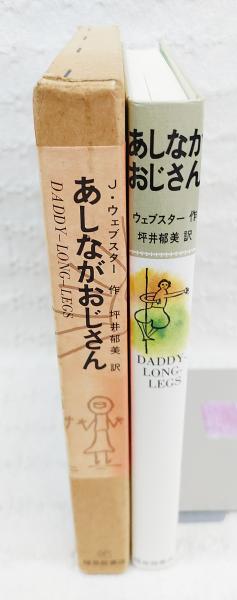 J・ウェブスター 作 坪井郁美 訳
あしながおじさん
DADDY-LONG-LEGS
あしなが
おじさん
ウェブスター 作
坪井郁美 訳
DADDY-
LONG-
LEGS